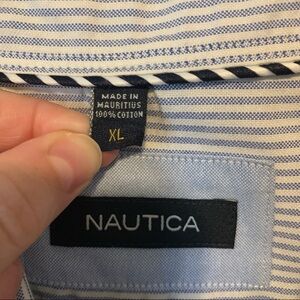 MADE IN
MAURITIUS
100% COTTON
XL
NAUTICA